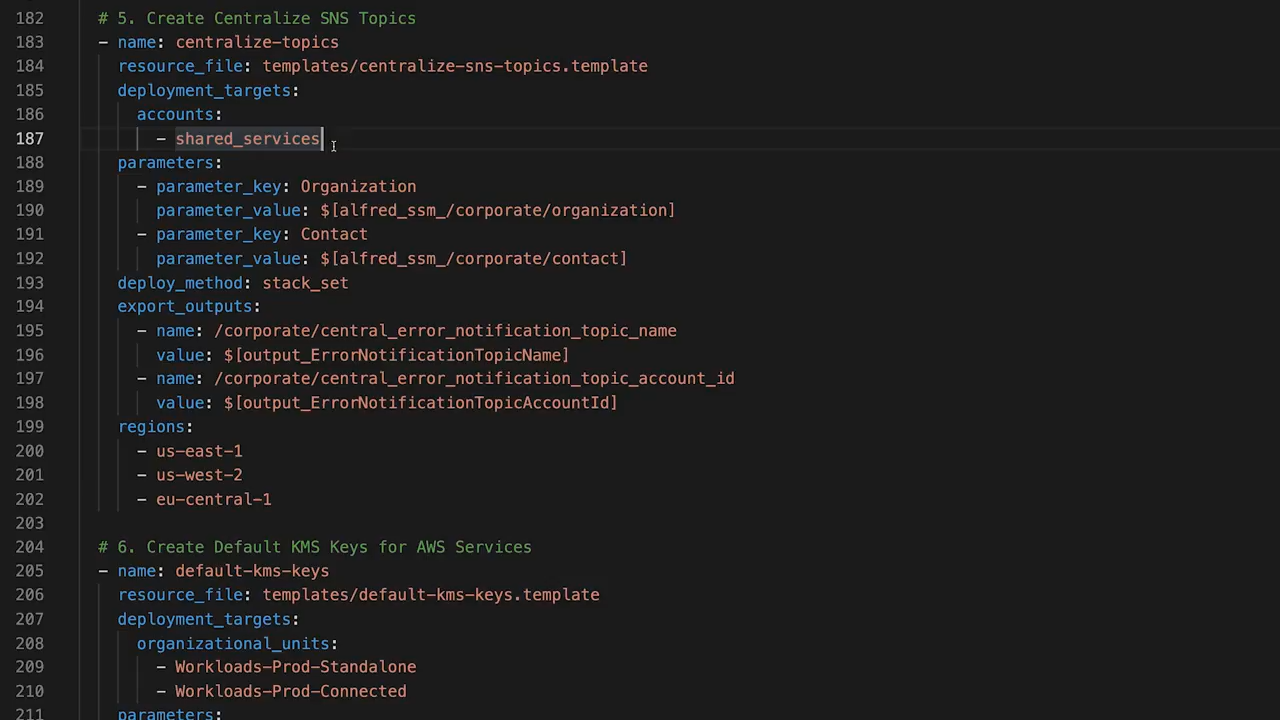 182 # 5. Create Centralize SNS Topics
183 - name: centralize-topics
184 resource_file: templates/centralize-sns-topics.template
185 deployment_targets:
186 accounts:
187 - shared_services
188 parameters:
189 - parameter_key: Organization
190 parameter_value: $[alfred_ssm_/corporate/organization]
191 - parameter_key: Contact
192 parameter_value: $[alfred_ssm_/corporate/contact]
193 deploy_method: stack_set
194 export_outputs:
195 - name: /corporate/central_error_notification_topic_name
196 value: $[output_ErrorNotificationTopicName]
197 - name: /corporate/central_error_notification_topic_account_id
198 value: $[output_ErrorNotificationTopicAccountId]
199 regions:
200 - us-east-1
201 - us-west-2
202 - eu-central-1
203
204 # 6. Create Default KMS Keys for AWS Services
205 - name: default-kms-keys
206 resource_file: templates/default-kms-keys.template
207 deployment_targets:
208 organizational_units:
209 - Workloads-Prod-Standalone
210 - Workloads-Prod-Connected
211 parameters: